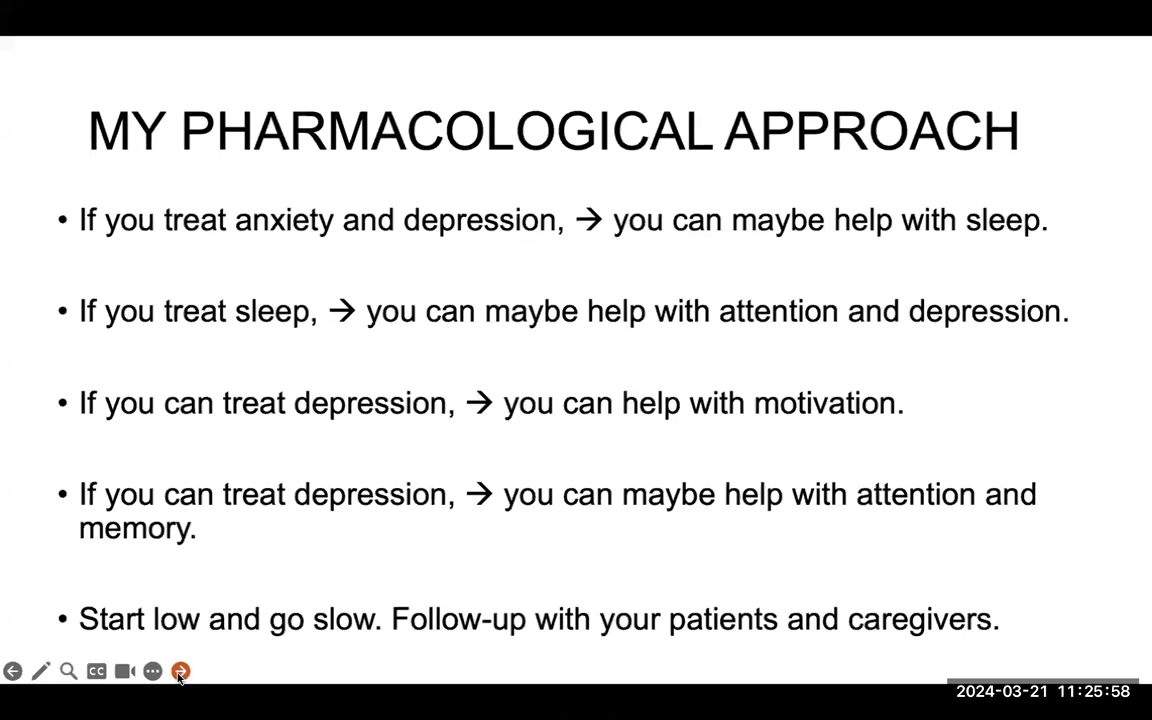 MY PHARMACOLOGICAL APPROACH
• If you treat anxiety and depression, → you can maybe help with sleep.
• If you treat sleep, → you can maybe help with attention and depression.
• If you can treat depression, → you can help with motivation.
• If you can treat depression, → you can maybe help with attention and
memory.
• Start low and go slow. Follow-up with your patients and caregivers.
CC
2024-03-21 11:25:58